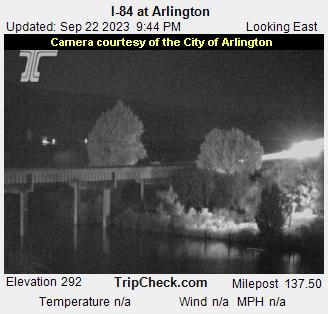 I-84 at Arlington
Updated: Sep 22 2023 9:44 PM Looking East
Camera courtesy of the City of Arlington
Elevation 292 TripCheck.com Milepost 137.50
Temperature n/a Wind n/a MPH n/a